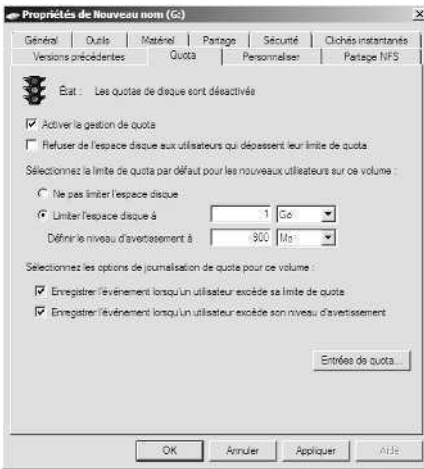 Propriétés de Nouveau nom (G:)
Général Outils Matériel Partage Sécurité Clichés instantanés
Versions précédentes Quota Personnaliser Partage NFS
État : Les quotas de disque sont désactivés
Activer la gestion de quota
Refuser de l'espace disque aux utilisateurs qui dépassent leur limite de quota
Sélectionnez la limite de quota par défaut pour les nouveaux utilisateurs sur ce volume :
Ne pas limiter l'espace disque
Limiter l'espace disque à 1 Go
Définir le niveau d'avertissement à 900 Mo
Sélectionnez les options de journalisation de quota pour ce volume :
Enregistrer l'événement lorsqu'un utilisateur excède sa limite de quota
Enregistrer l'événement lorsqu'un utilisateur excède son niveau d'avertissement
Entrées de quota...
OK Annuler Appliquer Aide